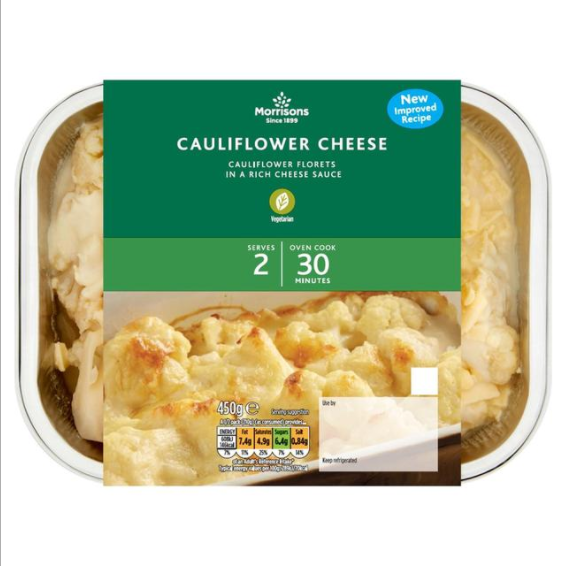 Morrisons
Since 1899
New
Improved
Recipe
CAULIFLOWER CHEESE
CAULIFLOWER FLORETS
IN A RICH CHEESE SAUCE
Vegetarian
SERVES
2
OVEN COOK
30
MINUTES
450g e
Serving suggestion
ENERGY Fat Saturates Sugars Salt
7.4g 4.9g 6.4g 0.84g
7% 11% 25% 7% 14%
Use by
Keep refrigerated